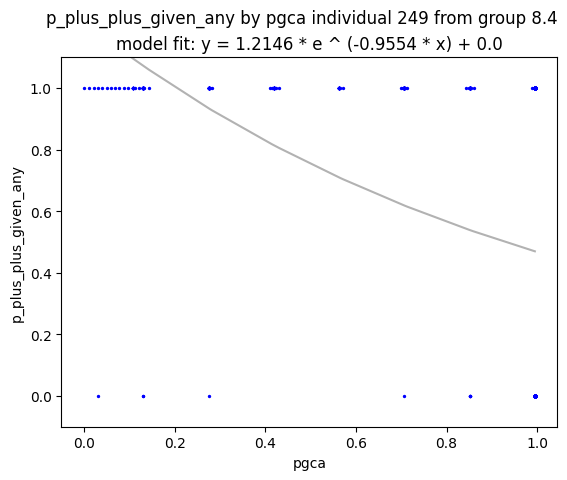 p_plus_plus_given_any by pgca individual 249 from group 8.4
model fit: y = 1.2146 * e ^ (-0.9554 * x) + 0.0
1.0
0.8
0.6
0.4
0.2
0.0
p_plus_plus_given_any
0.0 0.2 0.4 0.6 0.8 1.0
pgca